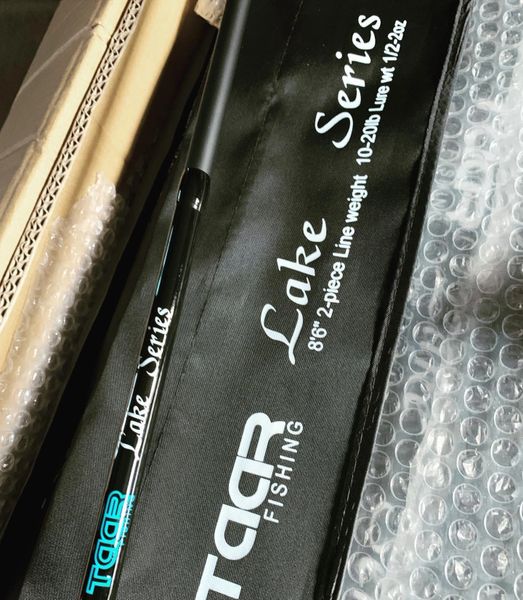 TAAR
FISHING
Lake Series
TAAR
FISHING
Lake Series
8'6" 2-piece Line weight 10-20lb Lure wt 1/2-2oz